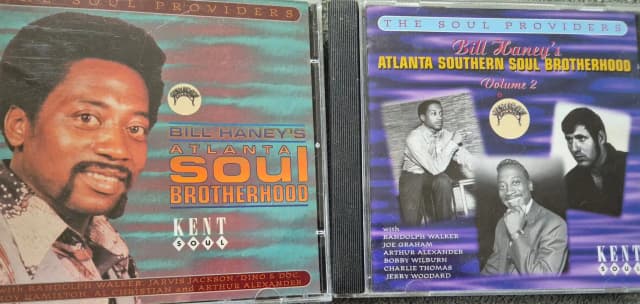 THE SOUL PROVIDERS
BILL HANEY'S
ATLANTA
soul
BROTHERHOOD
KENT
SOUL
WITH RANDOLPH WALKER, JARVIS JACKSON, DINO & DOC
AND ARTHUR ALEXANDER
THE SOUL PROVIDERS
Bill Haney's
ATLANTA SOUTHERN SOUL BROTHERHOOD
Volume 2
with
RANDOLPH WALKER
JOE GRAHAM
ARTHUR ALEXANDER
BOBBY WILBURN
CHARLIE THOMAS
JERRY WOODARD
KENT
SOUL